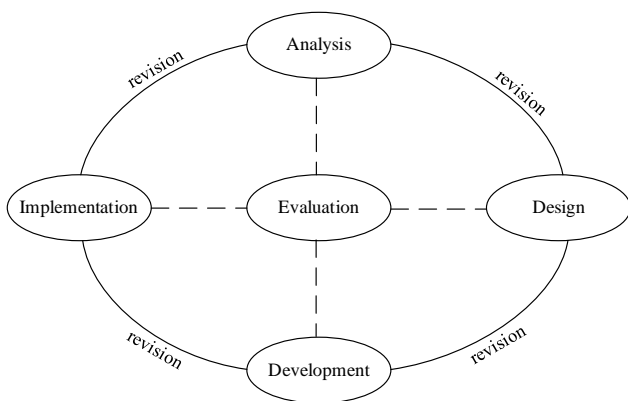 Analysis
revision
revision
Implementation
Evaluation
Design
revision
revision
Development